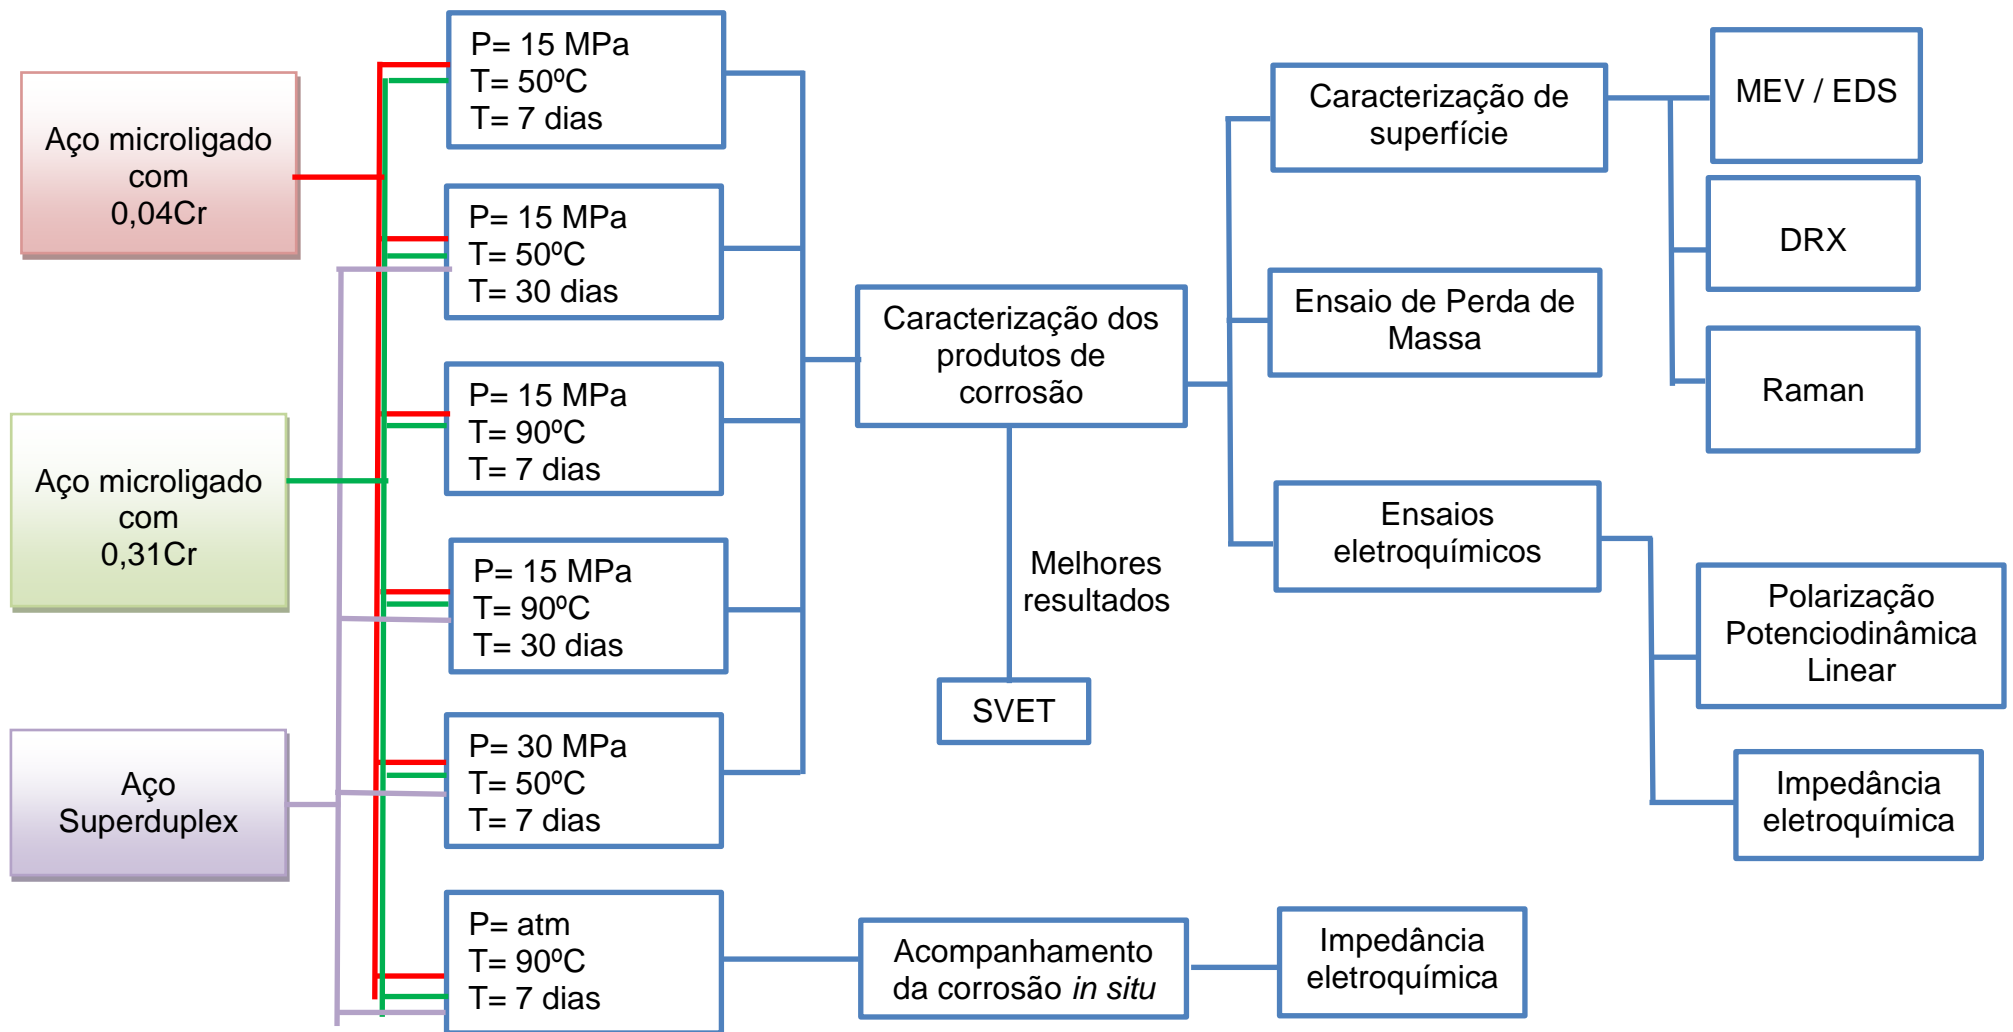 Aço microligado
com
0,04Cr
Aço microligado
com
0,31Cr
Aço
Superduplex
P= 15 MPa
T= 50ºC
T= 7 dias
P= 15 MPa
T= 50ºC
T= 30 dias
P= 15 MPa
T= 90ºC
T= 7 dias
P= 15 MPa
T= 90ºC
T= 30 dias
P= 30 MPa
T= 50ºC
T= 7 dias
P= atm
T= 90ºC
T= 7 dias
Caracterização dos
produtos de
corrosão
Melhores
resultados
SVET
Acompanhamento
da corrosão in situ
Caracterização de
superfície
Ensaio de Perda de
Massa
Ensaios
eletroquímicos
Impedância
eletroquímica
MEV / EDS
DRX
Raman
Polarização
Potenciodinâmica
Linear
Impedância
eletroquímica